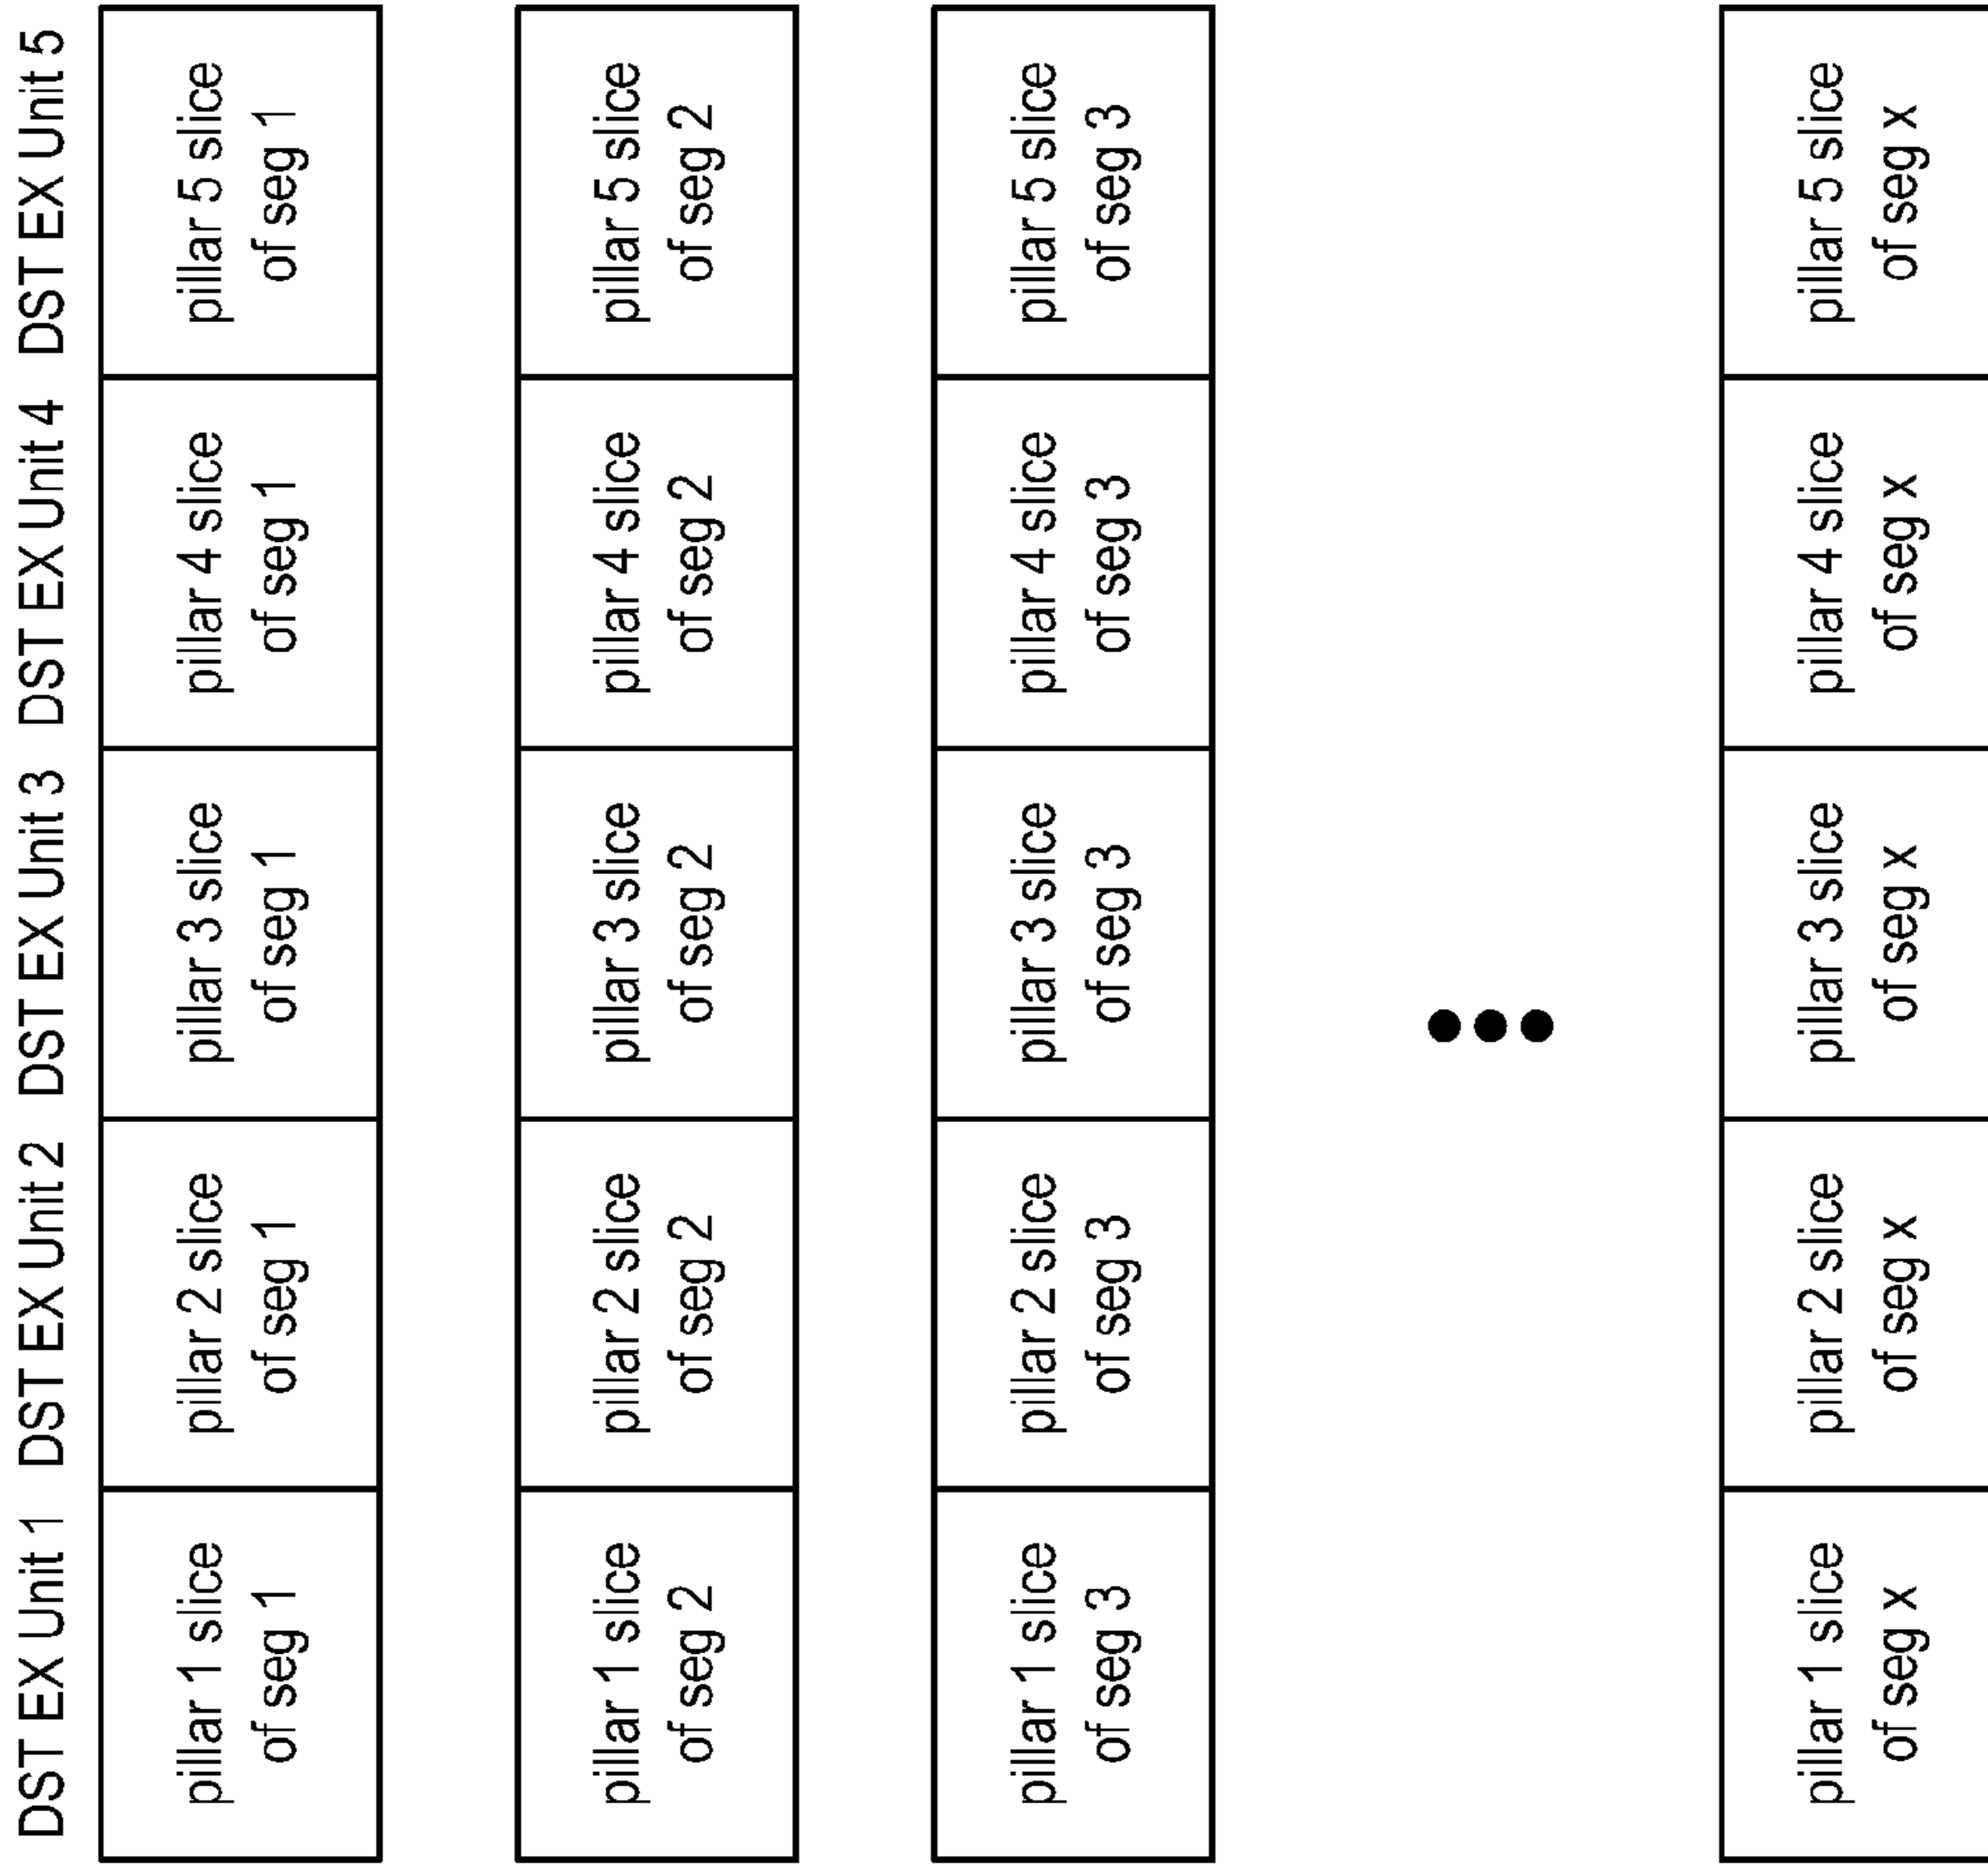 DST EX Unit 1 DST EX Unit 2 DST EX Unit 3 DST EX Unit 4 DST EX Unit 5
pillar 1 slice
of seg 1
pillar 2 slice
of seg 1
pillar 3 slice
of seg 1
pillar 4 slice
of seg 1
pillar 5 slice
of seg 1
pillar 1 slice
of seg 2
pillar 2 slice
of seg 2
pillar 3 slice
of seg 2
pillar 4 slice
of seg 2
pillar 5 slice
of seg 2
pillar 1 slice
of seg 3
pillar 2 slice
of seg 3
pillar 3 slice
of seg 3
pillar 4 slice
of seg 3
pillar 5 slice
of seg 3
pillar 1 slice
of seg x
pillar 2 slice
of seg x
pillar 3 slice
of seg x
pillar 4 slice
of seg x
pillar 5 slice
of seg x